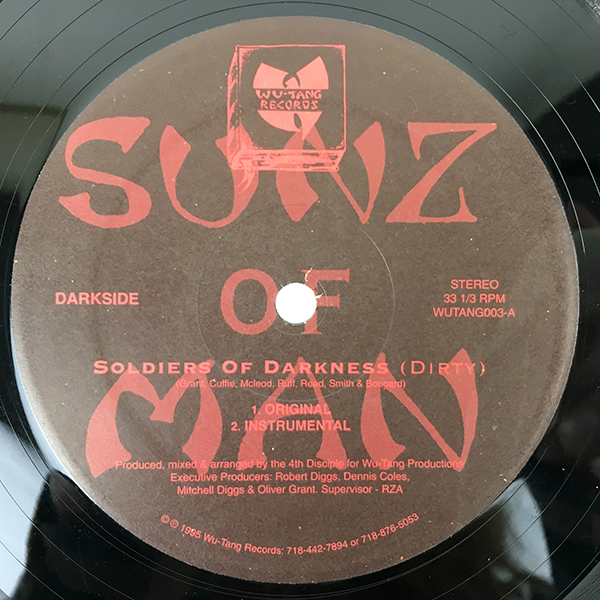 WU-TANG
RECORDS
SUNZ
OF
MAN
DARKSIDE
STEREO
33 1/3 RPM
WUTANG003-A
SOLDIERS OF DARKNESS (DIRTY)
(Grant, Cuffie, Mcleod, Ruff, Reed, Smith & Bougard)
1. ORIGINAL
2. INSTRUMENTAL
Produced, mixed & arranged by the 4th Disciple for Wu-Tang Productions
Executive Producers: Robert Diggs, Dennis Coles,
Mitchell Diggs & Oliver Grant. Supervisor - RZA
© ℗ 1995 Wu-Tang Records: 718-442-7894 or 718-876-5053